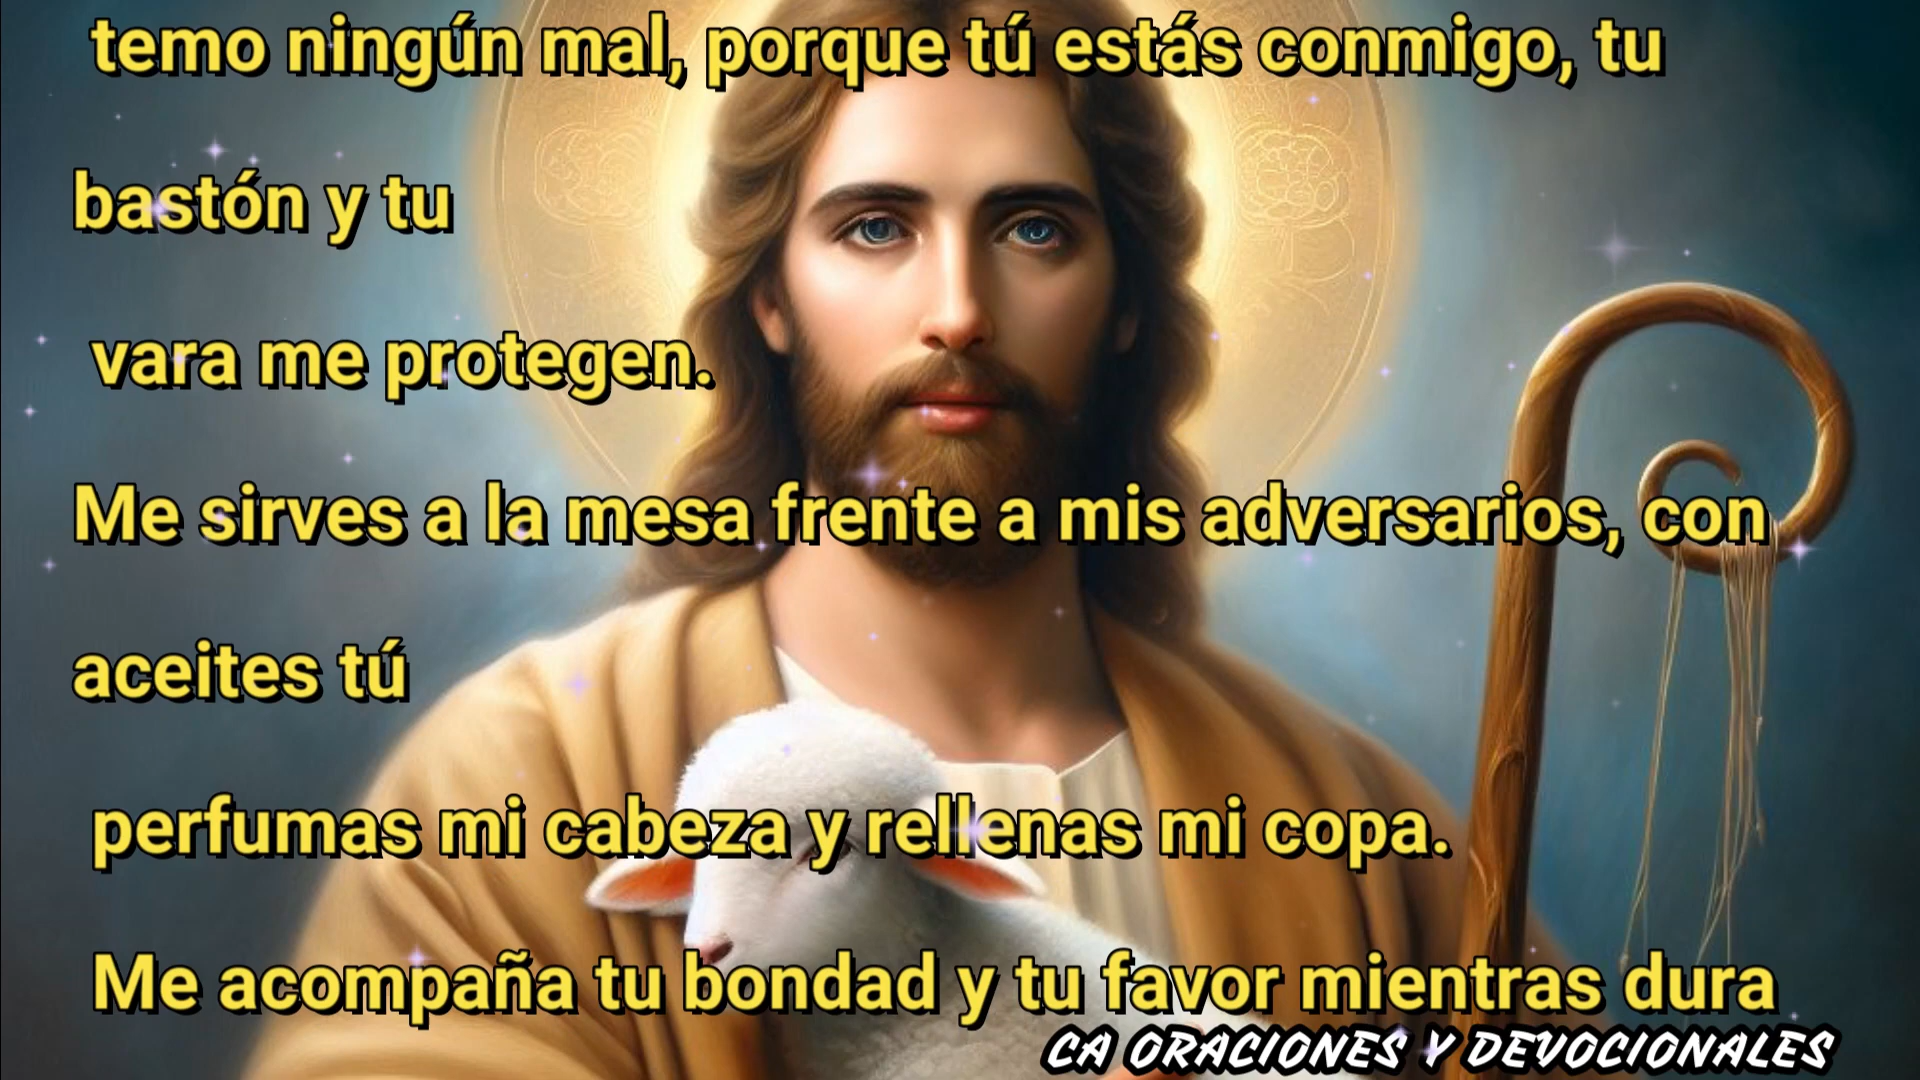 temo ningún mal, porque tú estás conmigo, tu
bastón y tu
vara me protegen.
Me sirves a la mesa frente a mis adversarios, con
aceites tú
perfumas mi cabeza y rellenas mi copa.
Me acompaña tu bondad y tu favor mientras dura
CA ORACIONES Y DEVOCIONALES